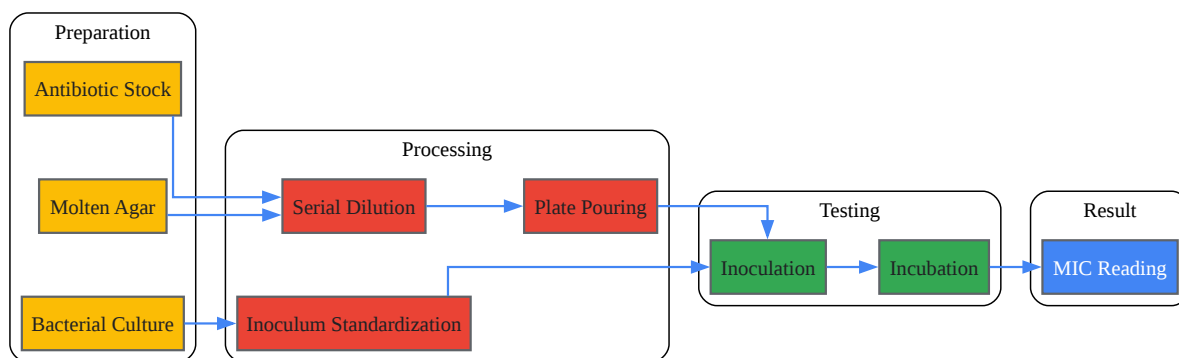 Preparation
Antibiotic Stock
Molten Agar
Bacterial Culture
Processing
Serial Dilution
Plate Pouring
Inoculum Standardization
Testing
Inoculation
Incubation
Result
MIC Reading